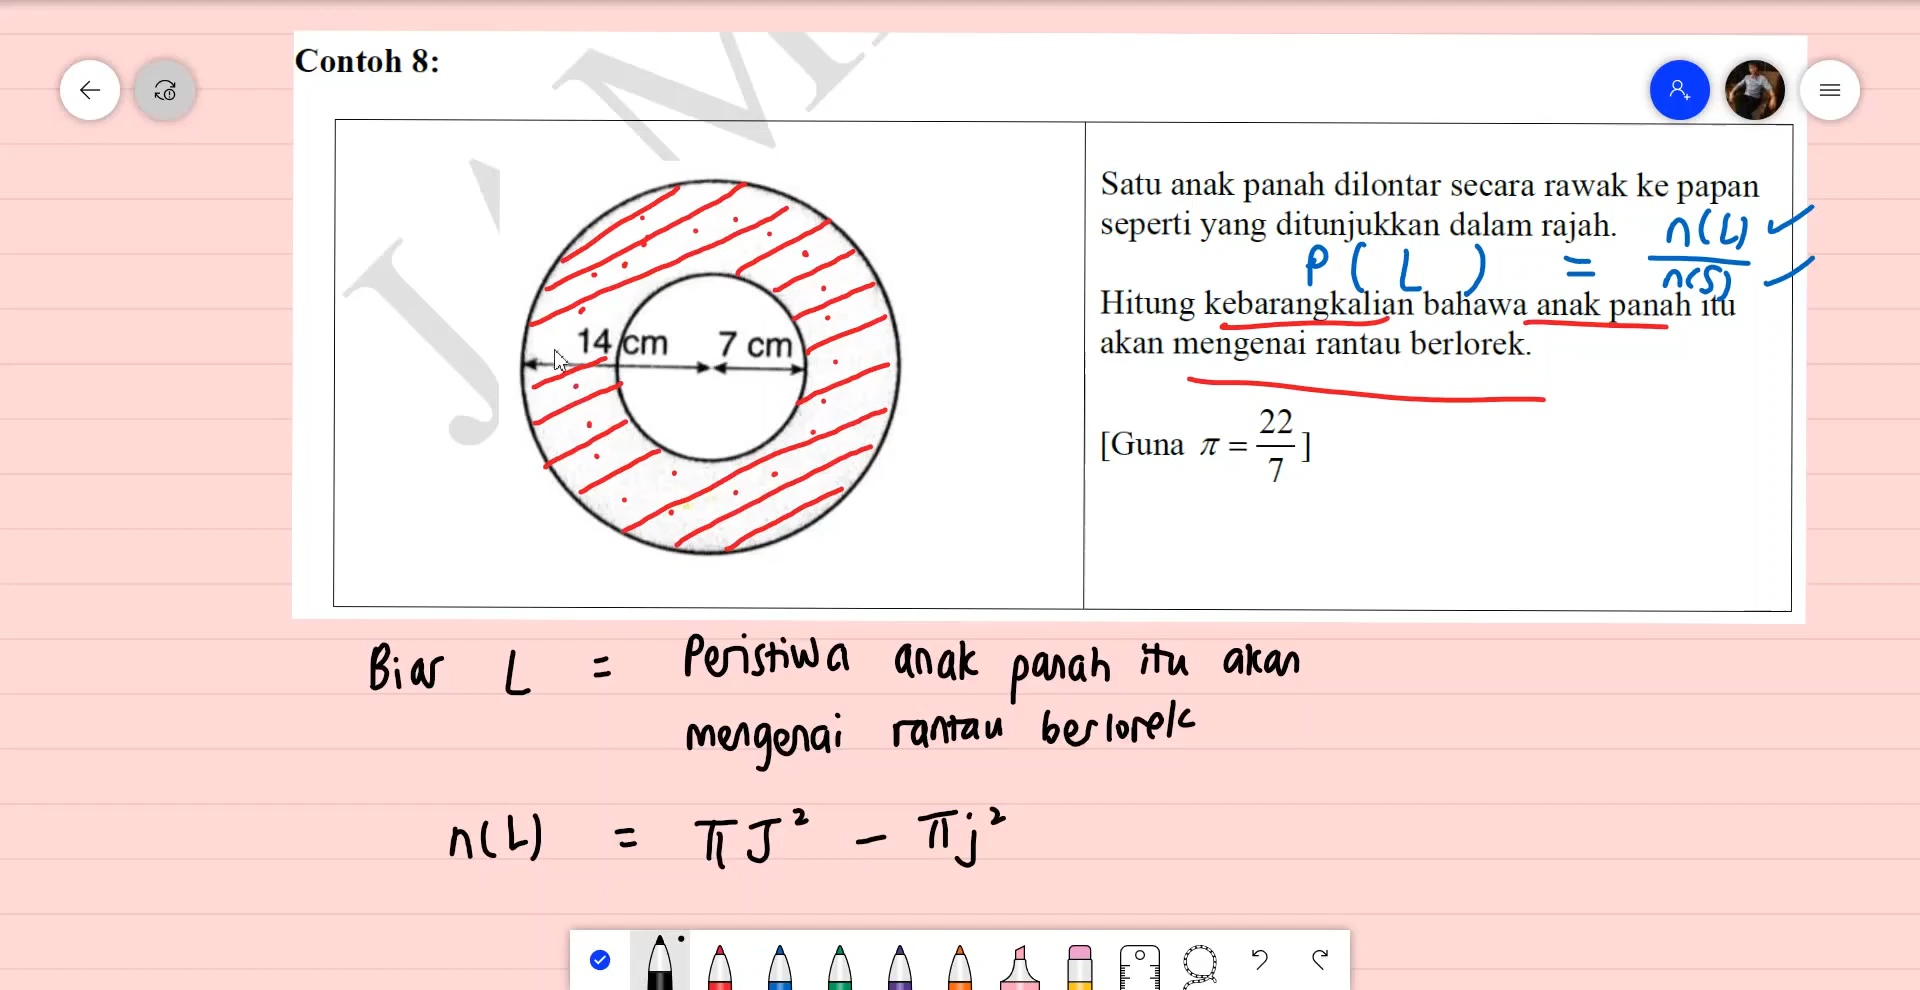 Contoh 8:
J'M
14 cm 7 cm
Satu anak panah dilontar secara rawak ke papan
seperti yang ditunjukkan dalam rajah.
P ( L ) = n(L) / n(S)
Hitung kebarangkalian bahawa anak panah itu
akan mengenai rantau berlorek.
[Guna π = 22/7]
Biar L = Peristiwa anak panah itu akan
mengenai rantau berlorek
n(L) = πJ² - πj²